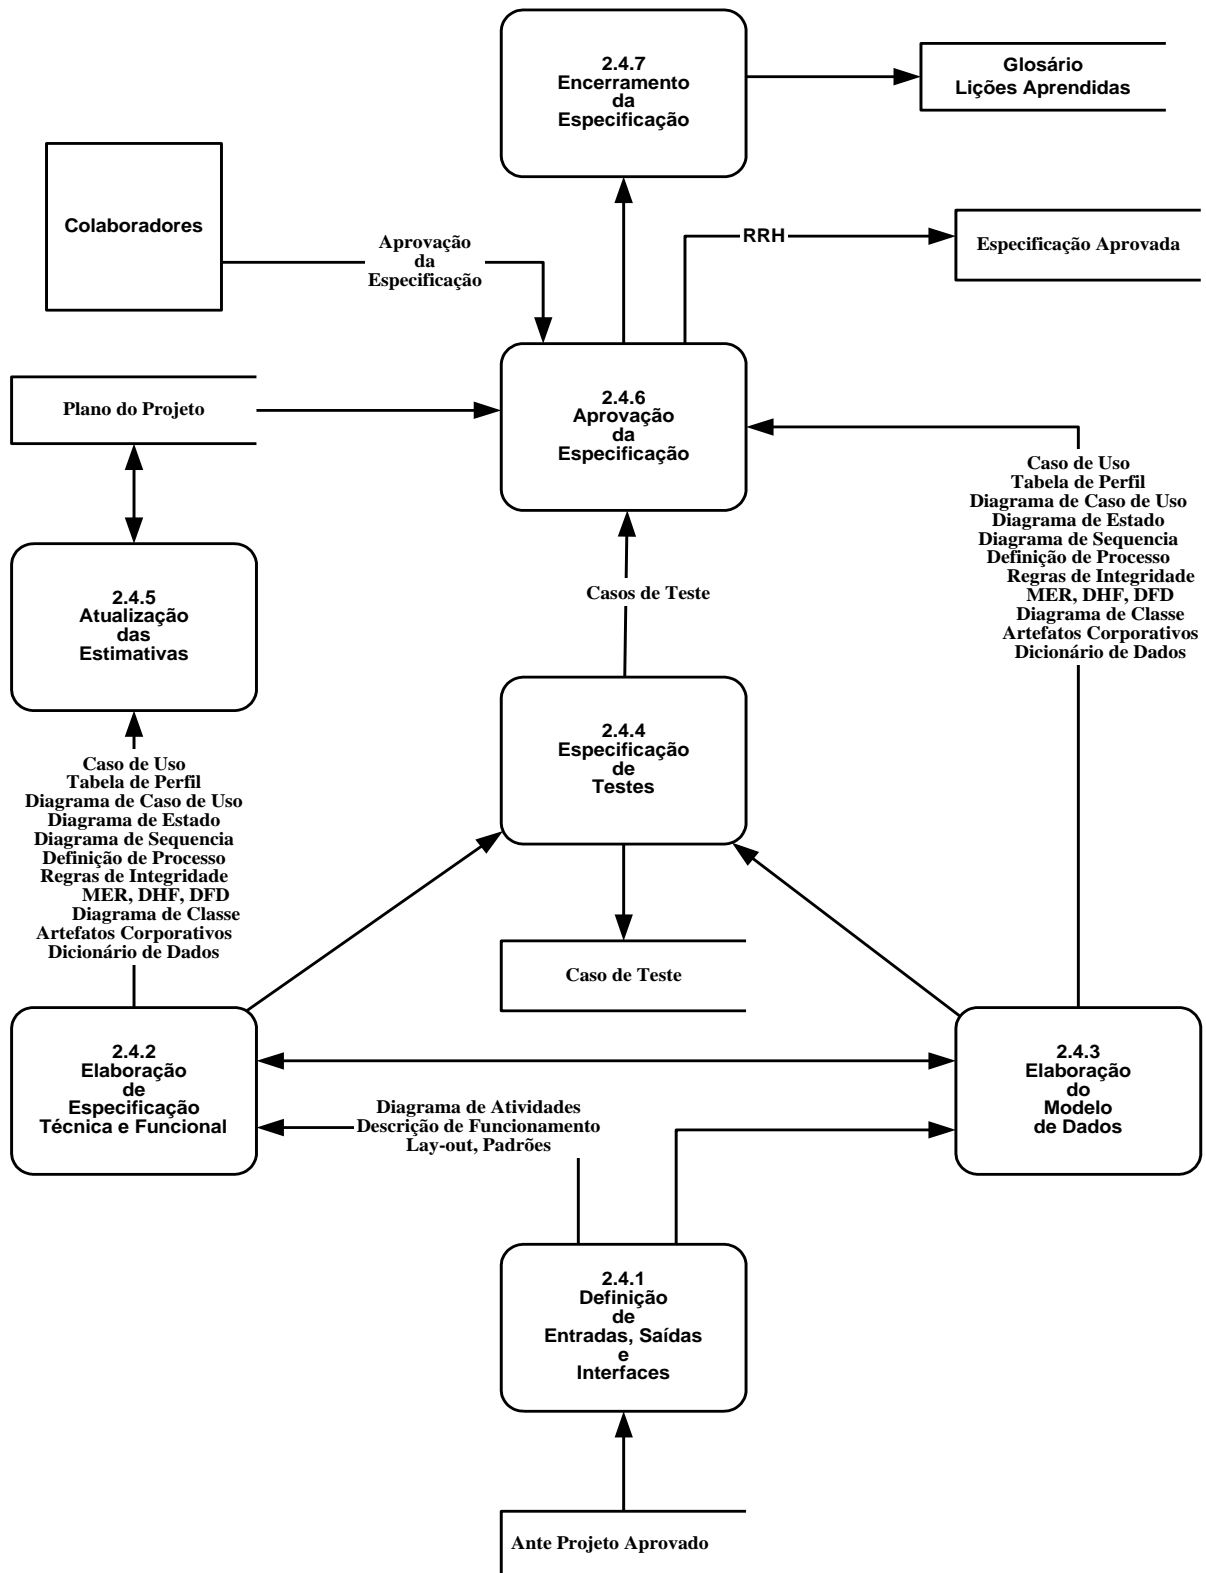 2.4.7
Encerramento
da
Especificação
Glosário
Lições Aprendidas
Colaboradores
Aprovação
da
Especificação
RRH
Especificação Aprovada
Plano do Projeto
2.4.6
Aprovação
da
Especificação
Caso de Uso
Tabela de Perfil
Diagrama de Caso de Uso
Diagrama de Estado
Diagrama de Sequencia
Definição de Processo
Regras de Integridade
MER, DHF, DFD
Diagrama de Classe
Artefatos Corporativos
Dicionário de Dados
2.4.5
Atualização
das
Estimativas
Casos de Teste
2.4.4
Especificação
de
Testes
Caso de Uso
Tabela de Perfil
Diagrama de Caso de Uso
Diagrama de Estado
Diagrama de Sequencia
Definição de Processo
Regras de Integridade
MER, DHF, DFD
Diagrama de Classe
Artefatos Corporativos
Dicionário de Dados
Caso de Teste
2.4.2
Elaboração
de
Especificação
Técnica e Funcional
2.4.3
Elaboração
do
Modelo
de Dados
Diagrama de Atividades
Descrição de Funcionamento
Lay-out, Padrões
2.4.1
Definição
de
Entradas, Saídas
e
Interfaces
Ante Projeto Aprovado